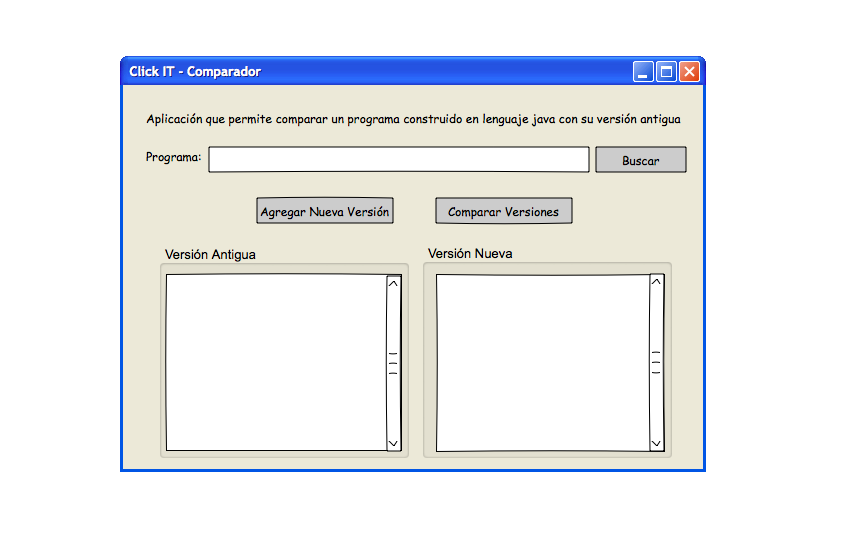 Click IT - Comparador
Aplicación que permite comparar un programa construido en lenguaje java con su versión antigua
Programa:
Buscar
Agregar Nueva Versión
Comparar Versiones
Versión Antigua
Versión Nueva